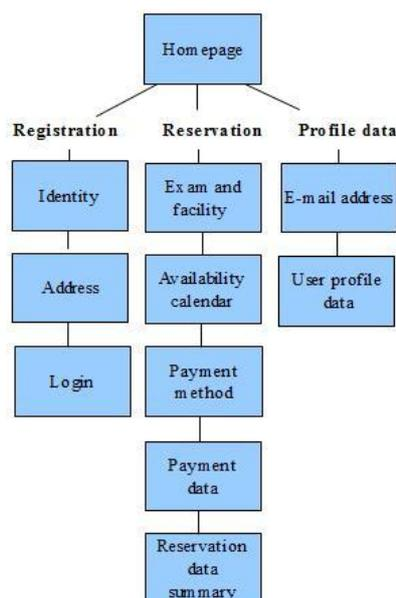 Homepage
Registration
Reservation
Profile data
Identity
Address
Login
Exam and
facility
Availability
calendar
Payment
method
Payment
data
Reservation
data
summary
E-mail address
User profile
data